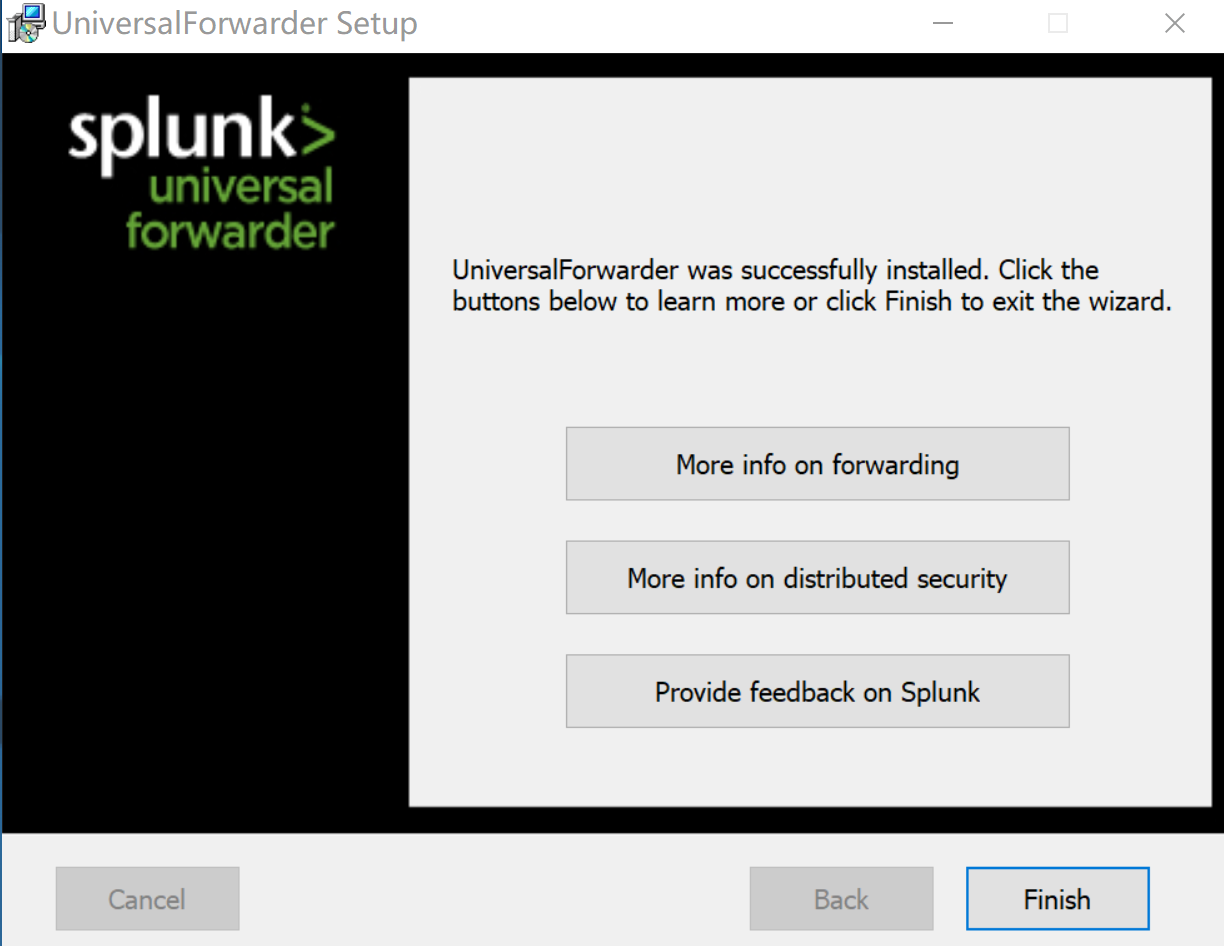 UniversalForwarder Setup
splunk>
universal
forwarder
UniversalForwarder was successfully installed. Click the
buttons below to learn more or click Finish to exit the wizard.
More info on forwarding
More info on distributed security
Provide feedback on Splunk
Cancel
Back
Finish